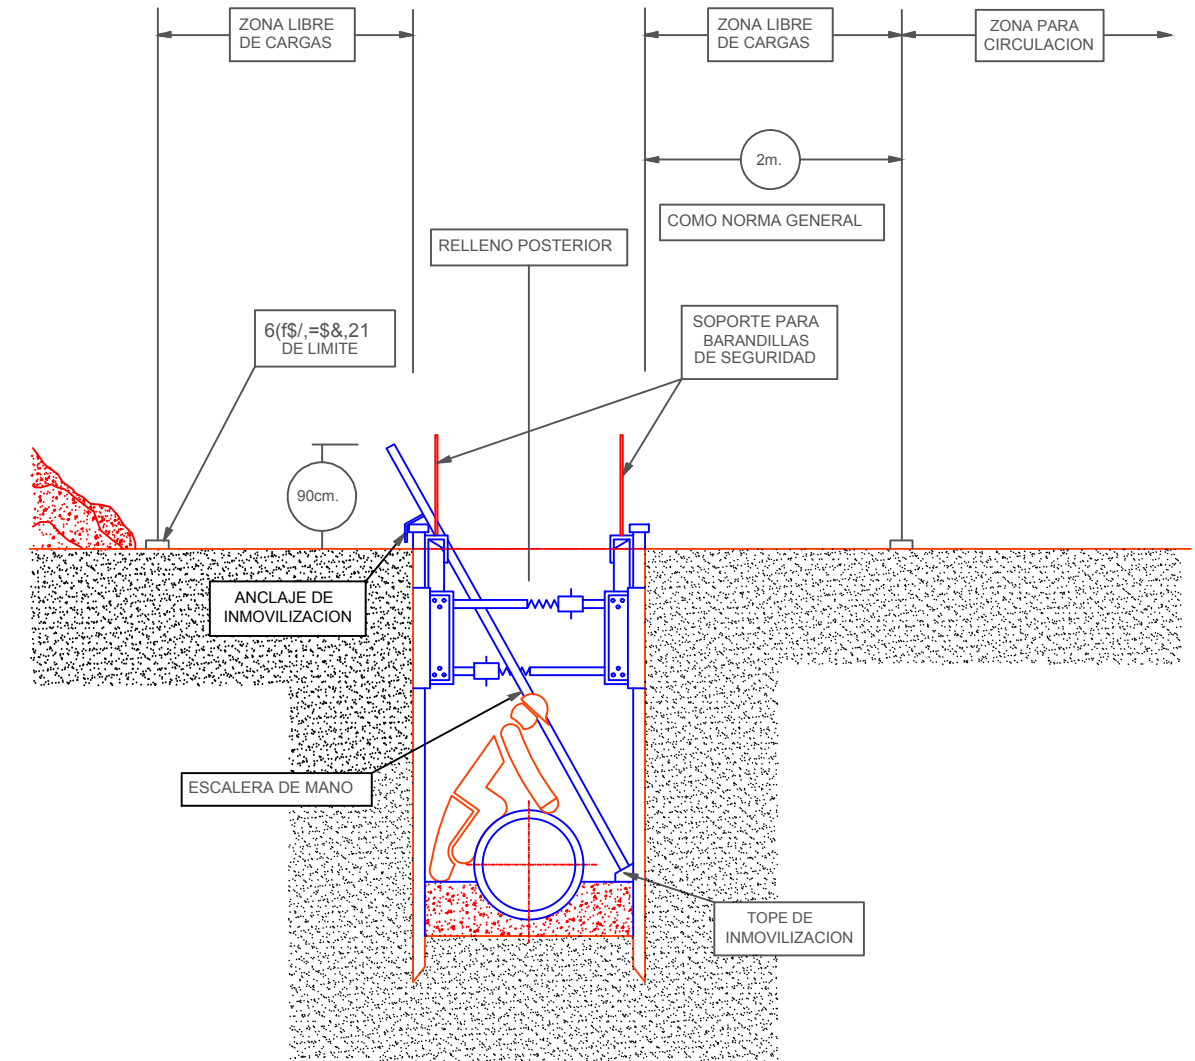 ZONA LIBRE
DE CARGAS
ZONA LIBRE
DE CARGAS
ZONA PARA
CIRCULACION
2m.
COMO NORMA GENERAL
RELLENO POSTERIOR
6(f$/,=$&,21
DE LIMITE
SOPORTE PARA
BARANDILLAS
DE SEGURIDAD
90cm.
ANCLAJE DE
INMOVILIZACION
ESCALERA DE MANO
TOPE DE
INMOVILIZACION